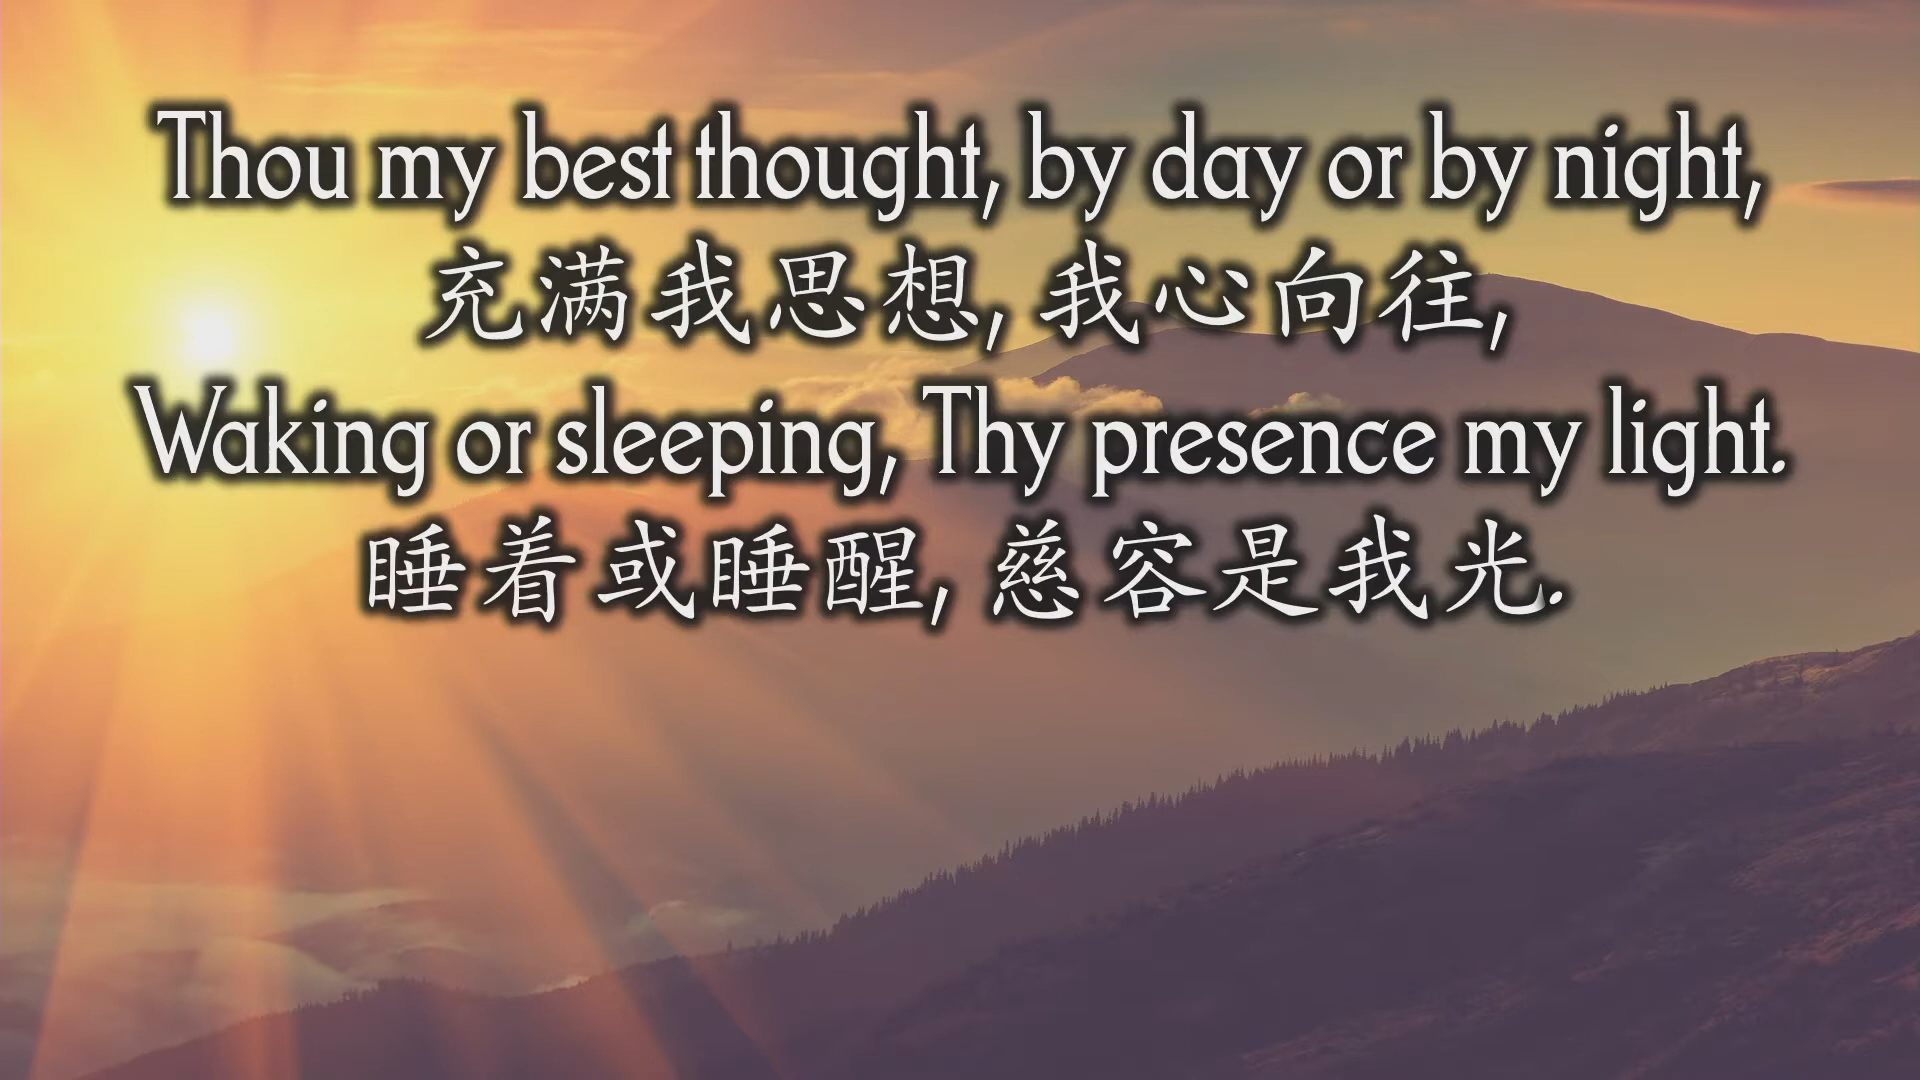 Thou my best thought, by day or by night,
充满我思想, 我心向往,
Waking or sleeping, Thy presence my light.
睡着或睡醒, 慈容是我光.